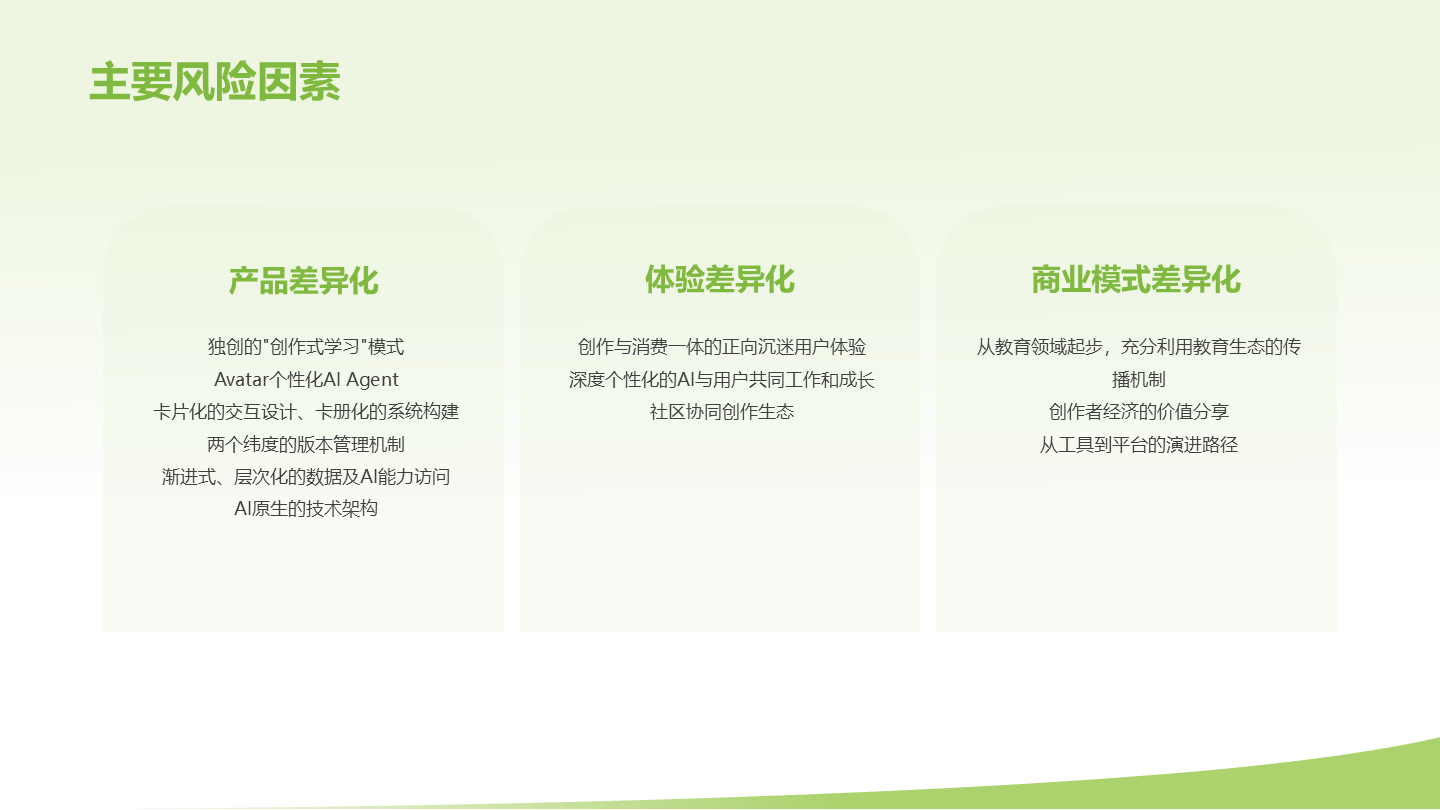 主要风险因素
产品差异化
独创的"创作式学习"模式
Avatar个性化AI Agent
卡片化的交互设计、卡册化的系统构建
两个纬度的版本管理机制
渐进式、层次化的数据及AI能力访问
AI原生的技术架构
体验差异化
创作与消费一体的正向沉迷用户体验
深度个性化的AI与用户共同工作和成长
社区协同创作生态
商业模式差异化
从教育领域起步，充分利用教育生态的传
播机制
创作者经济的价值分享
从工具到平台的演进路径